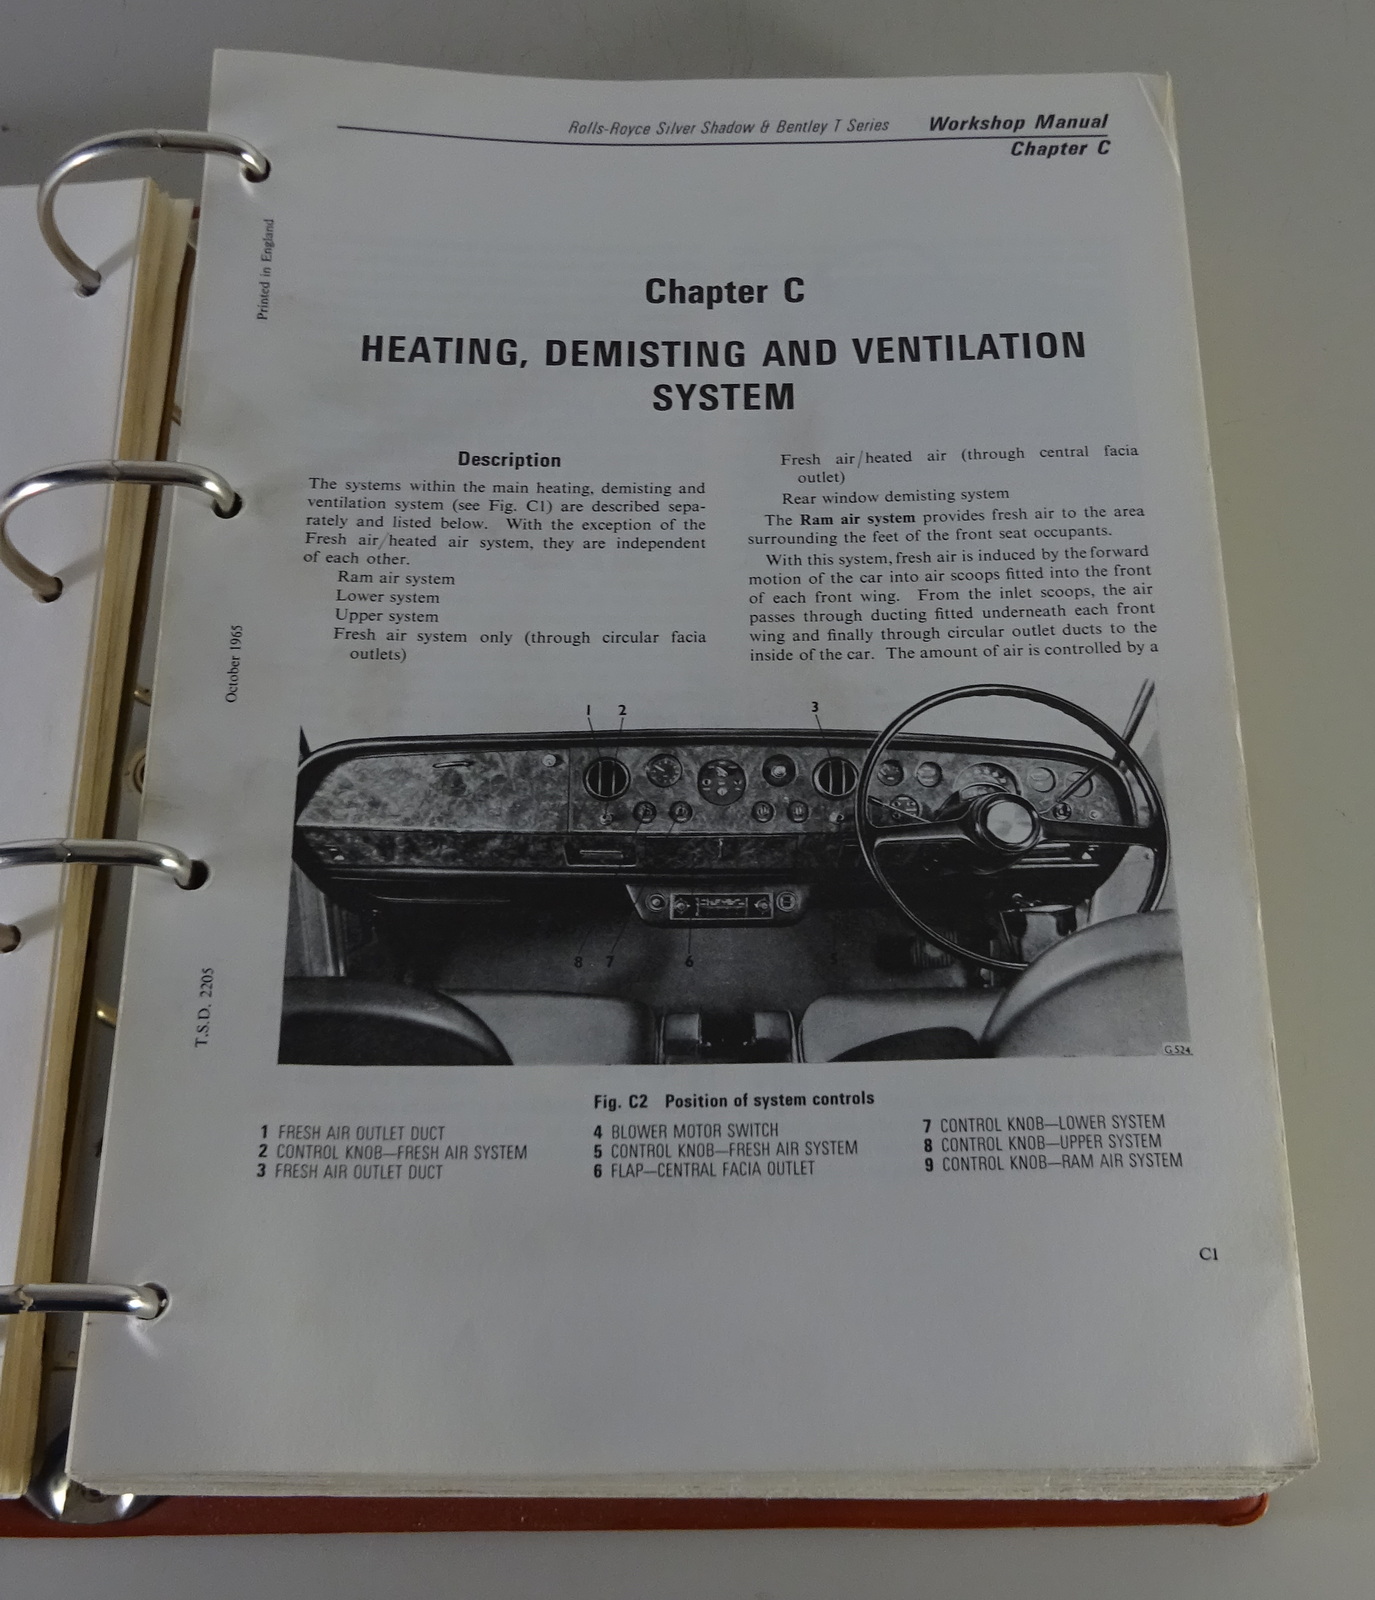 Rolls-Royce Silver Shadow & Bentley T Series Workshop Manual
Chapter C
Printed in England
October 1965
T.S.D. 2205
Chapter C
HEATING, DEMISTING AND VENTILATION
SYSTEM
Description
The systems within the main heating, demisting and
ventilation system (see Fig. C1) are described sepa-
rately and listed below. With the exception of the
Fresh air/heated air system, they are independent
of each other.
Ram air system
Lower system
Upper system
Fresh air system only (through circular facia
outlets)
Fresh air/heated air (through central facia
outlet)
Rear window demisting system
The Ram air system provides fresh air to the area
surrounding the feet of the front seat occupants.
With this system, fresh air is induced by the forward
motion of the car into air scoops fitted into the front
of each front wing. From the inlet scoops, the air
passes through ducting fitted underneath each front
wing and finally through circular outlet ducts to the
inside of the car. The amount of air is controlled by a
1 2 3
8 7 6 5
G 524
Fig. C2 Position of system controls
1 FRESH AIR OUTLET DUCT
2 CONTROL KNOB—FRESH AIR SYSTEM
3 FRESH AIR OUTLET DUCT
4 BLOWER MOTOR SWITCH
5 CONTROL KNOB—FRESH AIR SYSTEM
6 FLAP—CENTRAL FACIA OUTLET
7 CONTROL KNOB—LOWER SYSTEM
8 CONTROL KNOB—UPPER SYSTEM
9 CONTROL KNOB—RAM AIR SYSTEM
C1